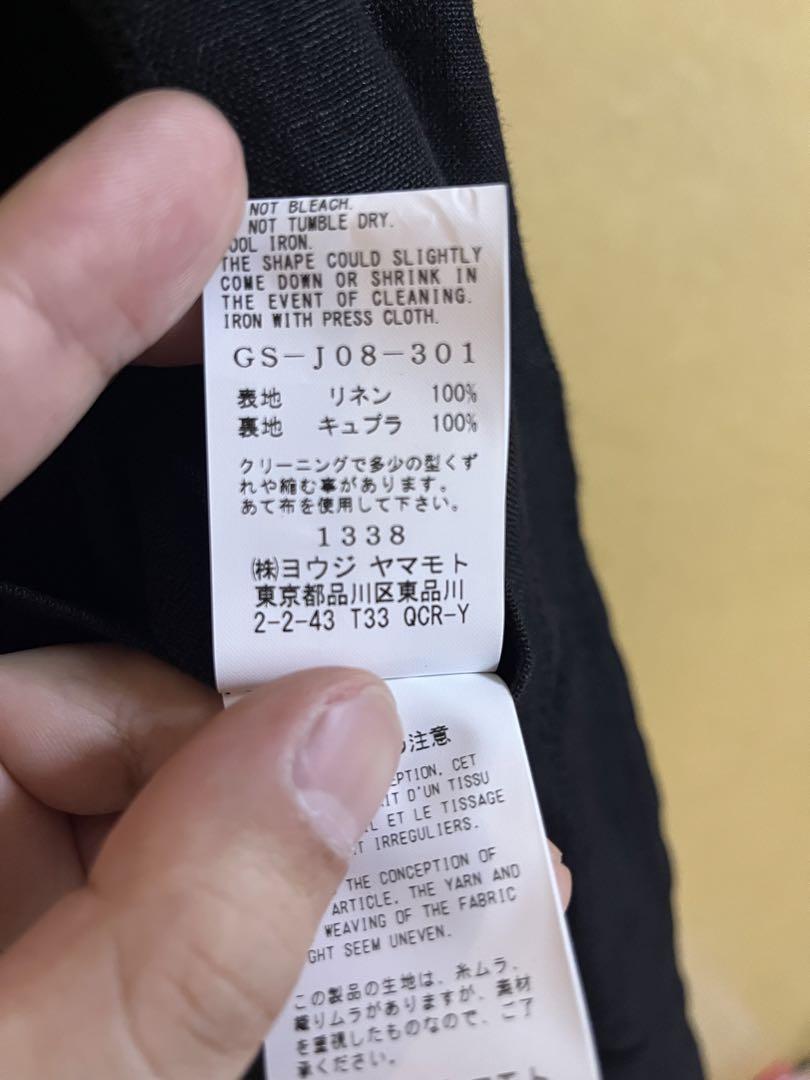 NOT BLEACH.
NOT TUMBLE DRY.
OOL IRON.
THE SHAPE COULD SLIGHTLY
COME DOWN OR SHRINK IN
THE EVENT OF CLEANING.
IRON WITH PRESS CLOTH.
GS-J08-301
表地 リネン 100%
裏地 キュプラ 100%
クリーニングで多少の型くず
れや縮む事があります。
あて布を使用して下さい。
1338
㈱ヨウジ ヤマモト
東京都品川区東品川
2-2-43 T33 QCR-Y
注意
EPTION, CET
D'UN TISSU
ET LE TISSAGE
IRREGULIERS.
THE CONCEPTION OF
ARTICLE, THE YARN AND
WEAVING OF THE FABRIC
GHT SEEM UNEVEN.
この製品の生地は、糸ムラ、
織りムラがありますが、素材
を重視したものなので、ご了
承ください。